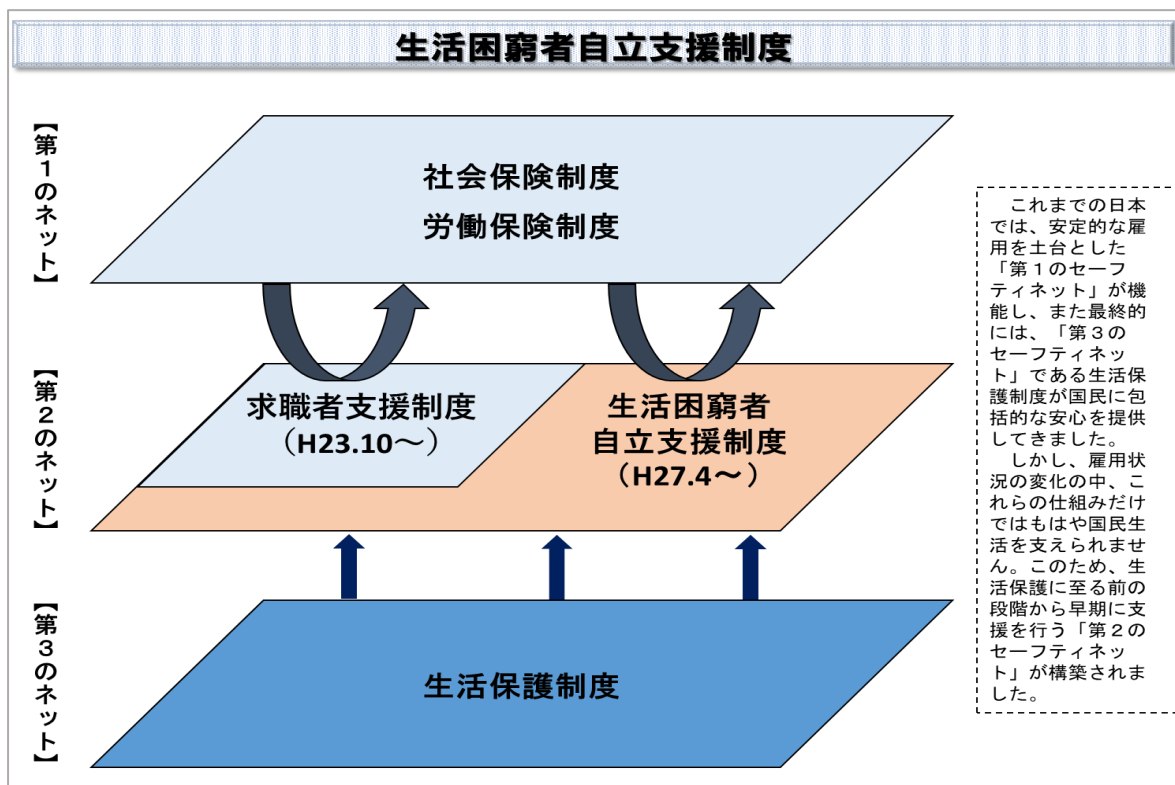 生活困窮者自立支援制度
【第1のネット】
社会保険制度
労働保険制度
【第2のネット】
求職者支援制度
（H23.10～）
生活困窮者
自立支援制度
（H27.4～）
【第3のネット】
生活保護制度
これまでの日本
では、安定的な雇
用を土台とした
「第１のセーフ
ティネット」が機
能し、また最終的
には、「第３の
セーフティネッ
ト」である生活保
護制度が国民に包
括的な安心を提供
してきました。
しかし、雇用状
況の変化の中、こ
れらの仕組みだけ
ではもはや国民生
活を支えられませ
ん。このため、生
活保護に至る前の
段階から早期に支
援を行う「第２の
セーフティネッ
ト」が構築されま
した。